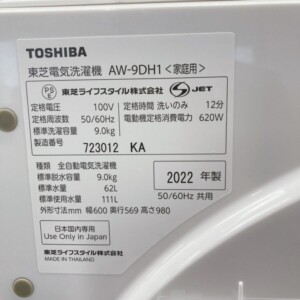 TOSHIBA
東芝電気洗濯機 AW-9DH1<家庭用>
PS E 東芝ライフスタイル株式会社 S JET
定格電圧 100V 定格時間 洗いのみ 12分
定格周波数 50/60Hz 電動機定格消費電力 620W
標準洗濯容量 9.0kg
製造番号 723012 KA
種類 全自動電気洗濯機
標準脱水容量 9.0kg 2022 年製
標準水量 62L
標準使用水量 111L 50/60Hz 共用
外形寸法mm 幅600 奥行569 高さ980
日本国内専用
Use Only in Japan
東芝ライフスタイル株式会社
MADE IN THAILAND